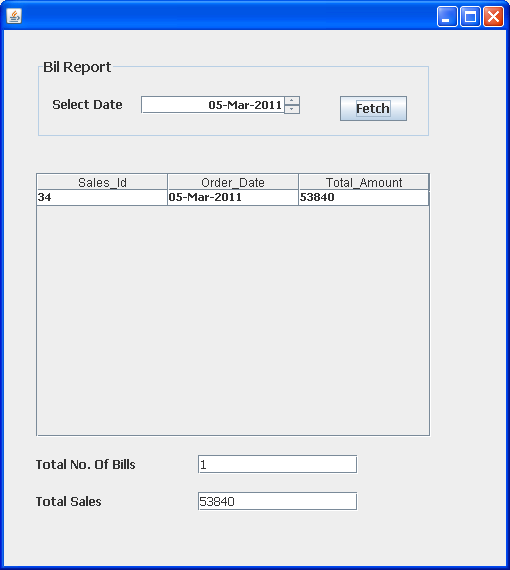 Bil Report
Select Date 05-Mar-2011 Fetch
Sales_Id Order_Date Total_Amount
34 05-Mar-2011 53840
Total No. Of Bills 1
Total Sales 53840